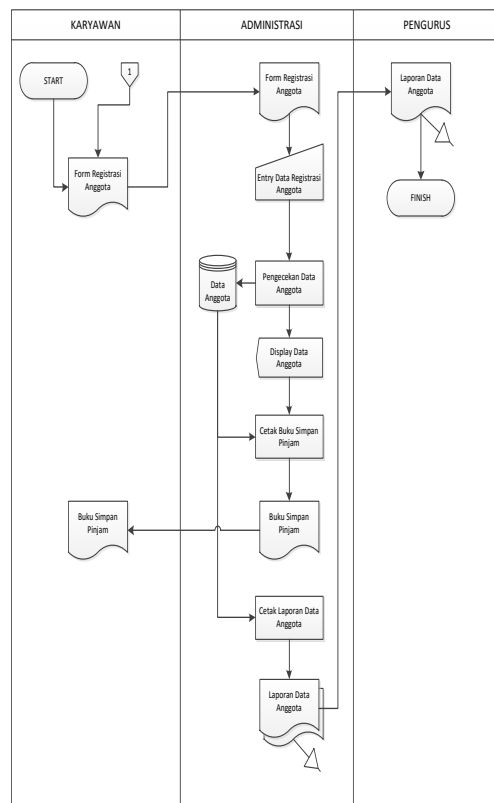 KARYAWAN
ADMINISTRASI
PENGURUS
START
1
Form Registrasi
Anggota
Form Registrasi
Anggota
Entry Data Registrasi
Anggota
Pengecekan Data
Anggota
Data
Anggota
Display Data
Anggota
Cetak Buku Simpan
Pinjam
Buku Simpan
Pinjam
Buku Simpan
Pinjam
Cetak Laporan Data
Anggota
Laporan Data
Anggota
Laporan Data
Anggota
FINISH